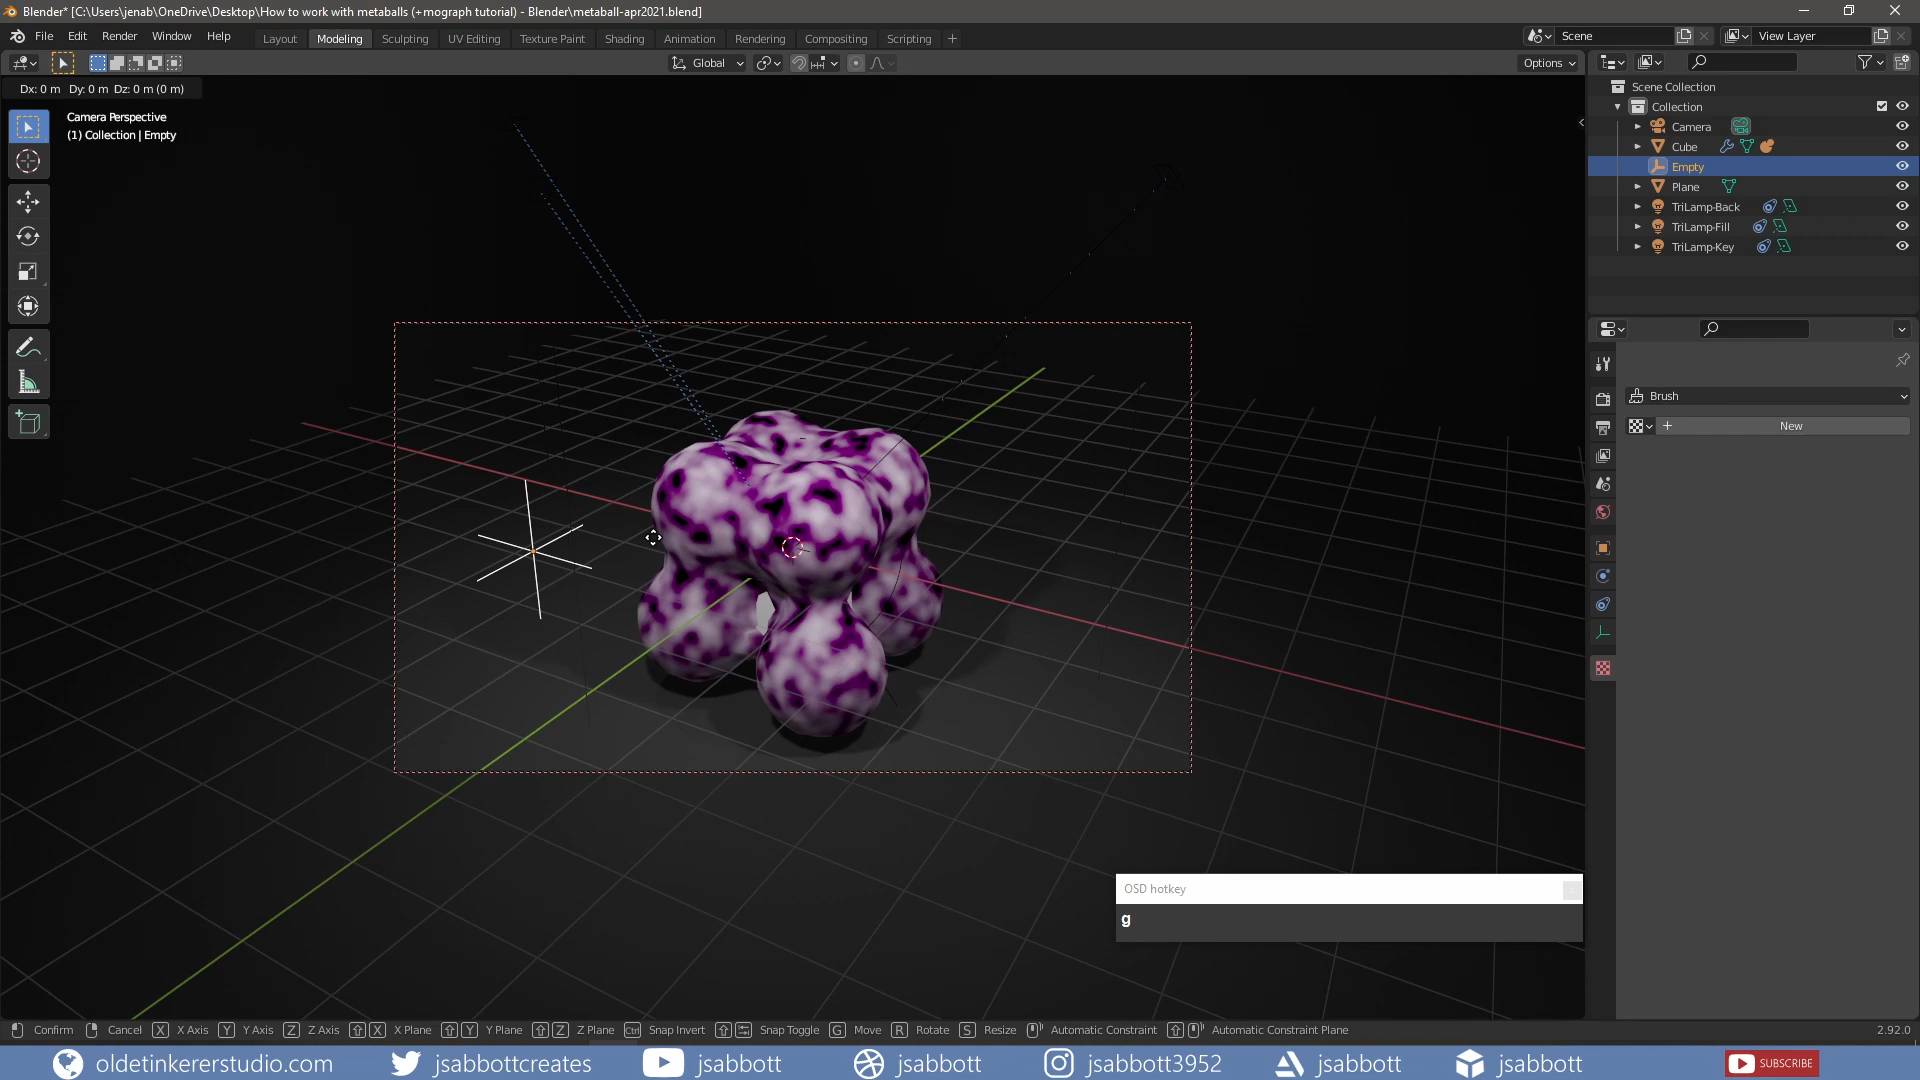 Blender* [C:\Users\jenab\OneDrive\Desktop\How to work with metaballs (+mograph tutorial) - Blender\metaball-apr2021.blend]
File Edit Render Window Help Layout Modeling Sculpting UV Editing Texture Paint Shading Animation Rendering Compositing Scripting + Scene View Layer
Global Options
Dx: 0 m Dy: 0 m Dz: 0 m (0 m)
Camera Perspective
(1) Collection | Empty
Scene Collection
Collection
Camera
Cube
Empty
Plane
TriLamp-Back
TriLamp-Fill
TriLamp-Key
Brush
New
OSD hotkey
g
Confirm Cancel X X Axis Y Y Axis Z Z Axis X X Plane Y Y Plane Z Z Plane Ctrl Snap Invert Snap Toggle G Move R Rotate S Resize Automatic Constraint Automatic Constraint Plane 2.92.0
oldetinkererstudio.com jsabbottcreates jsabbott jsabbott jsabbott3952 jsabbott jsabbott SUBSCRIBE